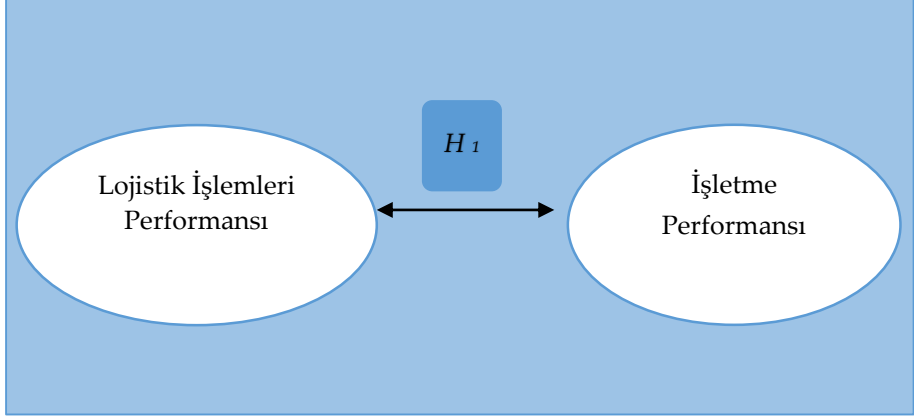 H 1
Lojistik İşlemleri
Performansı
İşletme
Performansı